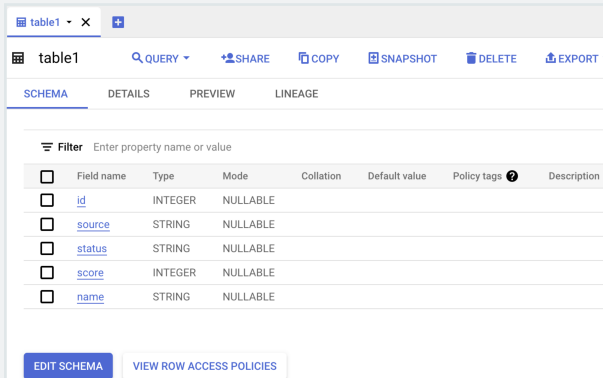 table1
table1 QUERY SHARE COPY SNAPSHOT DELETE EXPORT
SCHEMA DETAILS PREVIEW LINEAGE
Filter Enter property name or value
Field name Type Mode Collation Default value Policy tags ? Description
id INTEGER NULLABLE
source STRING NULLABLE
status STRING NULLABLE
score INTEGER NULLABLE
name STRING NULLABLE
EDIT SCHEMA VIEW ROW ACCESS POLICIES